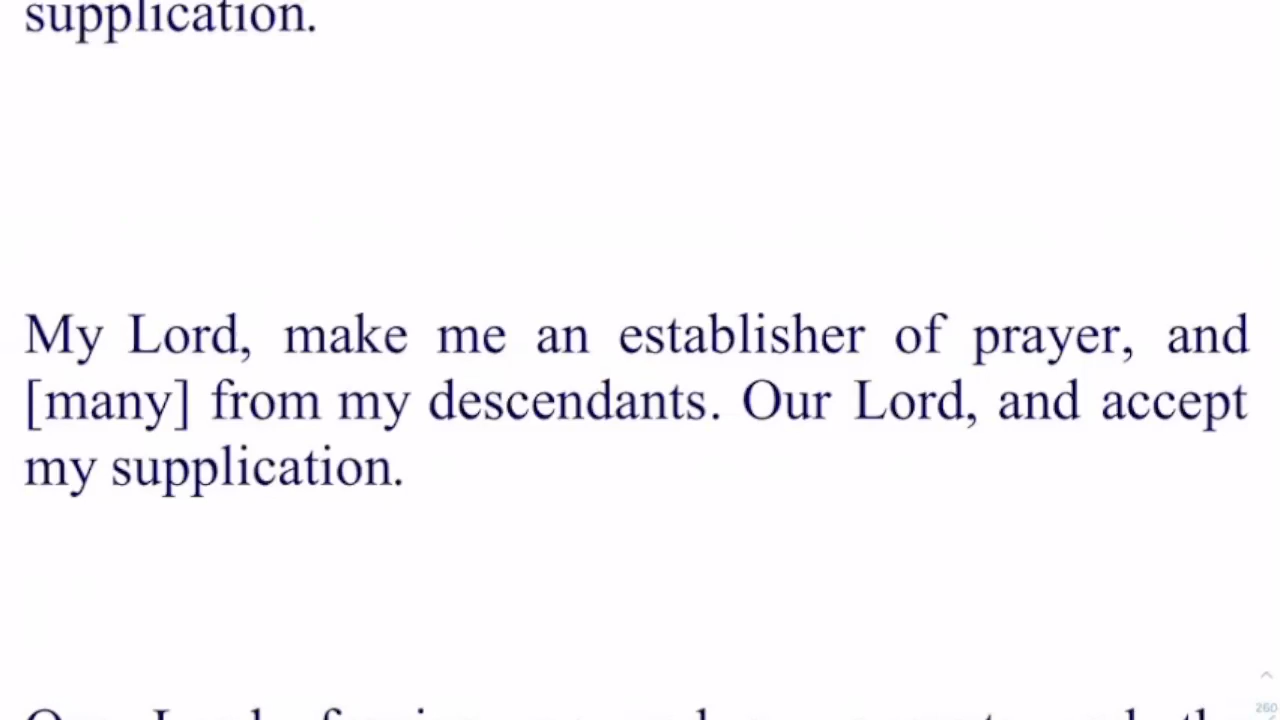 supplication.
My Lord, make me an establisher of prayer, and
[many] from my descendants. Our Lord, and accept
my supplication.
260